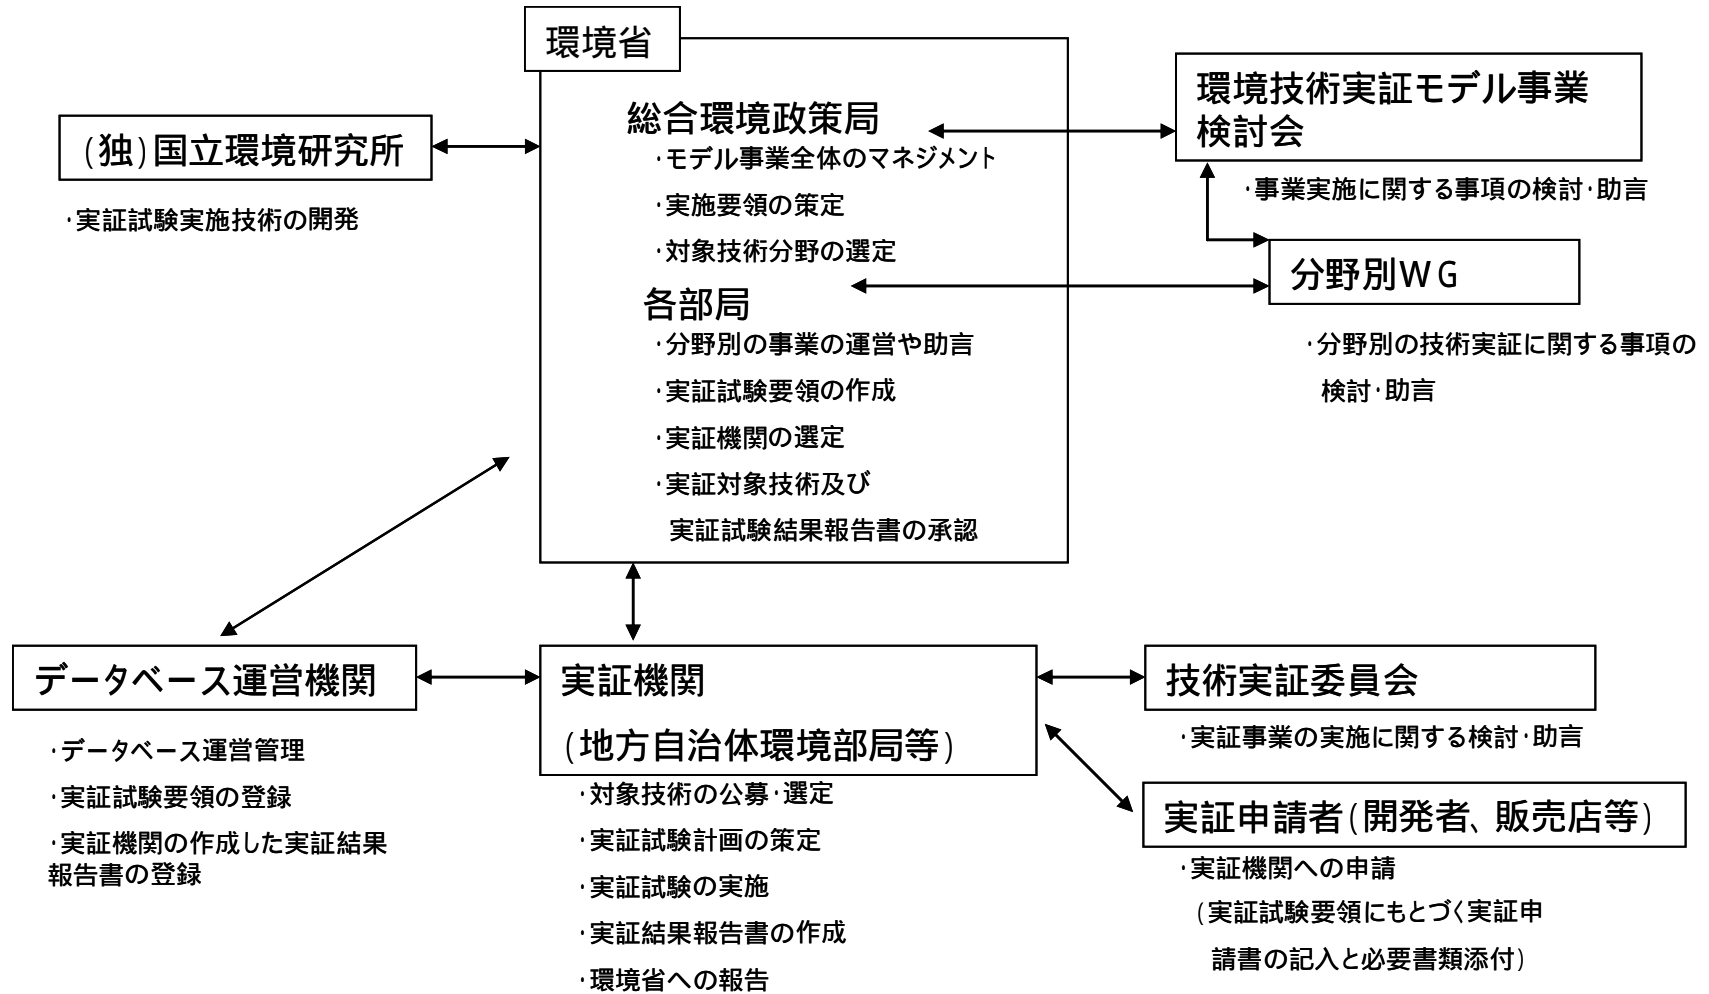 環境省
総合環境政策局
・モデル事業全体のマネジメント
・実施要領の策定
・対象技術分野の選定
各部局
・分野別の事業の運営や助言
・実証試験要領の作成
・実証機関の選定
・実証対象技術及び
実証試験結果報告書の承認
(独)国立環境研究所
・実証試験実施技術の開発
環境技術実証モデル事業
検討会
・事業実施に関する事項の検討・助言
分野別WG
・分野別の技術実証に関する事項の
検討・助言
データベース運営機関
・データベース運営管理
・実証試験要領の登録
・実証機関の作成した実証結果
報告書の登録
実証機関
(地方自治体環境部局等)
・対象技術の公募・選定
・実証試験計画の策定
・実証試験の実施
・実証結果報告書の作成
・環境省への報告
技術実証委員会
・実証事業の実施に関する検討・助言
実証申請者(開発者、販売店等)
・実証機関への申請
(実証試験要領にもとづく実証申
請書の記入と必要書類添付)